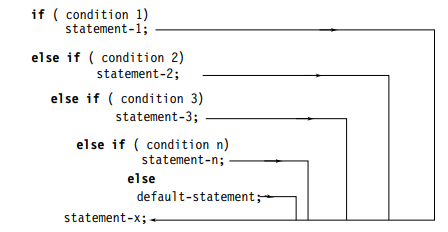 if ( condition 1)
statement-1;
else if ( condition 2)
statement-2;
else if ( condition 3)
statement-3;
else if ( condition n)
statement-n;
else
default-statement;
statement-x;